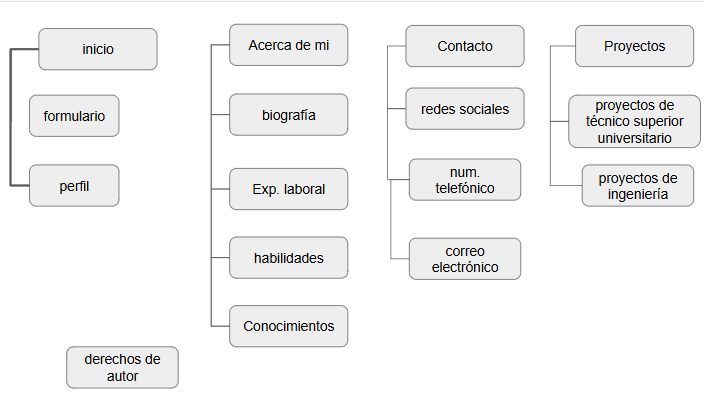 inicio
formulario
perfil
Acerca de mi
biografía
Exp. laboral
habilidades
Conocimientos
Contacto
redes sociales
num.
telefónico
correo
electrónico
Proyectos
proyectos de
técnico superior
universitario
proyectos de
ingeniería
derechos de
autor